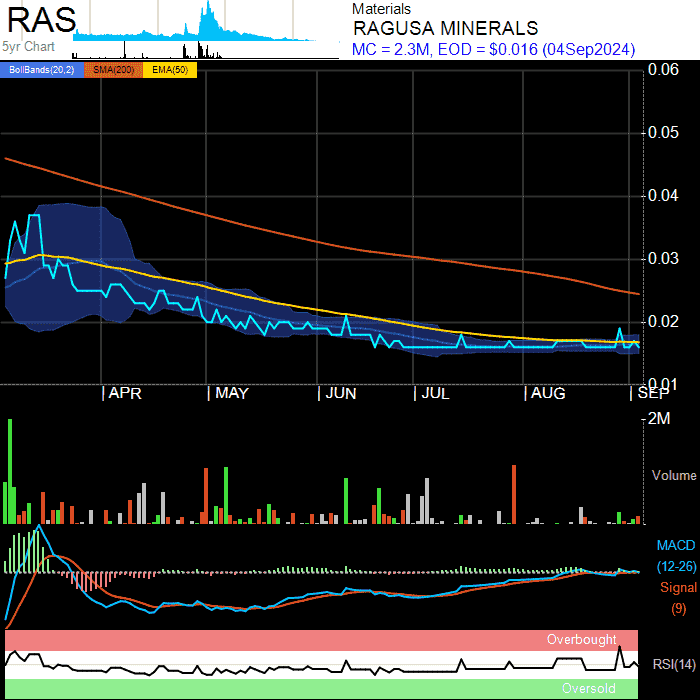 RAS
5yr Chart
Materials
RAGUSA MINERALS
MC = 2.3M, EOD = $0.016 (04Sep2024)
BollBands(20,2) SMA(200) EMA(50)
0.06
0.05
0.04
0.03
0.02
0.01
APR MAY JUN JUL AUG SEP
2M
Volume
MACD
(12-26)
Signal
(9)
Overbought
RSI(14)
Oversold